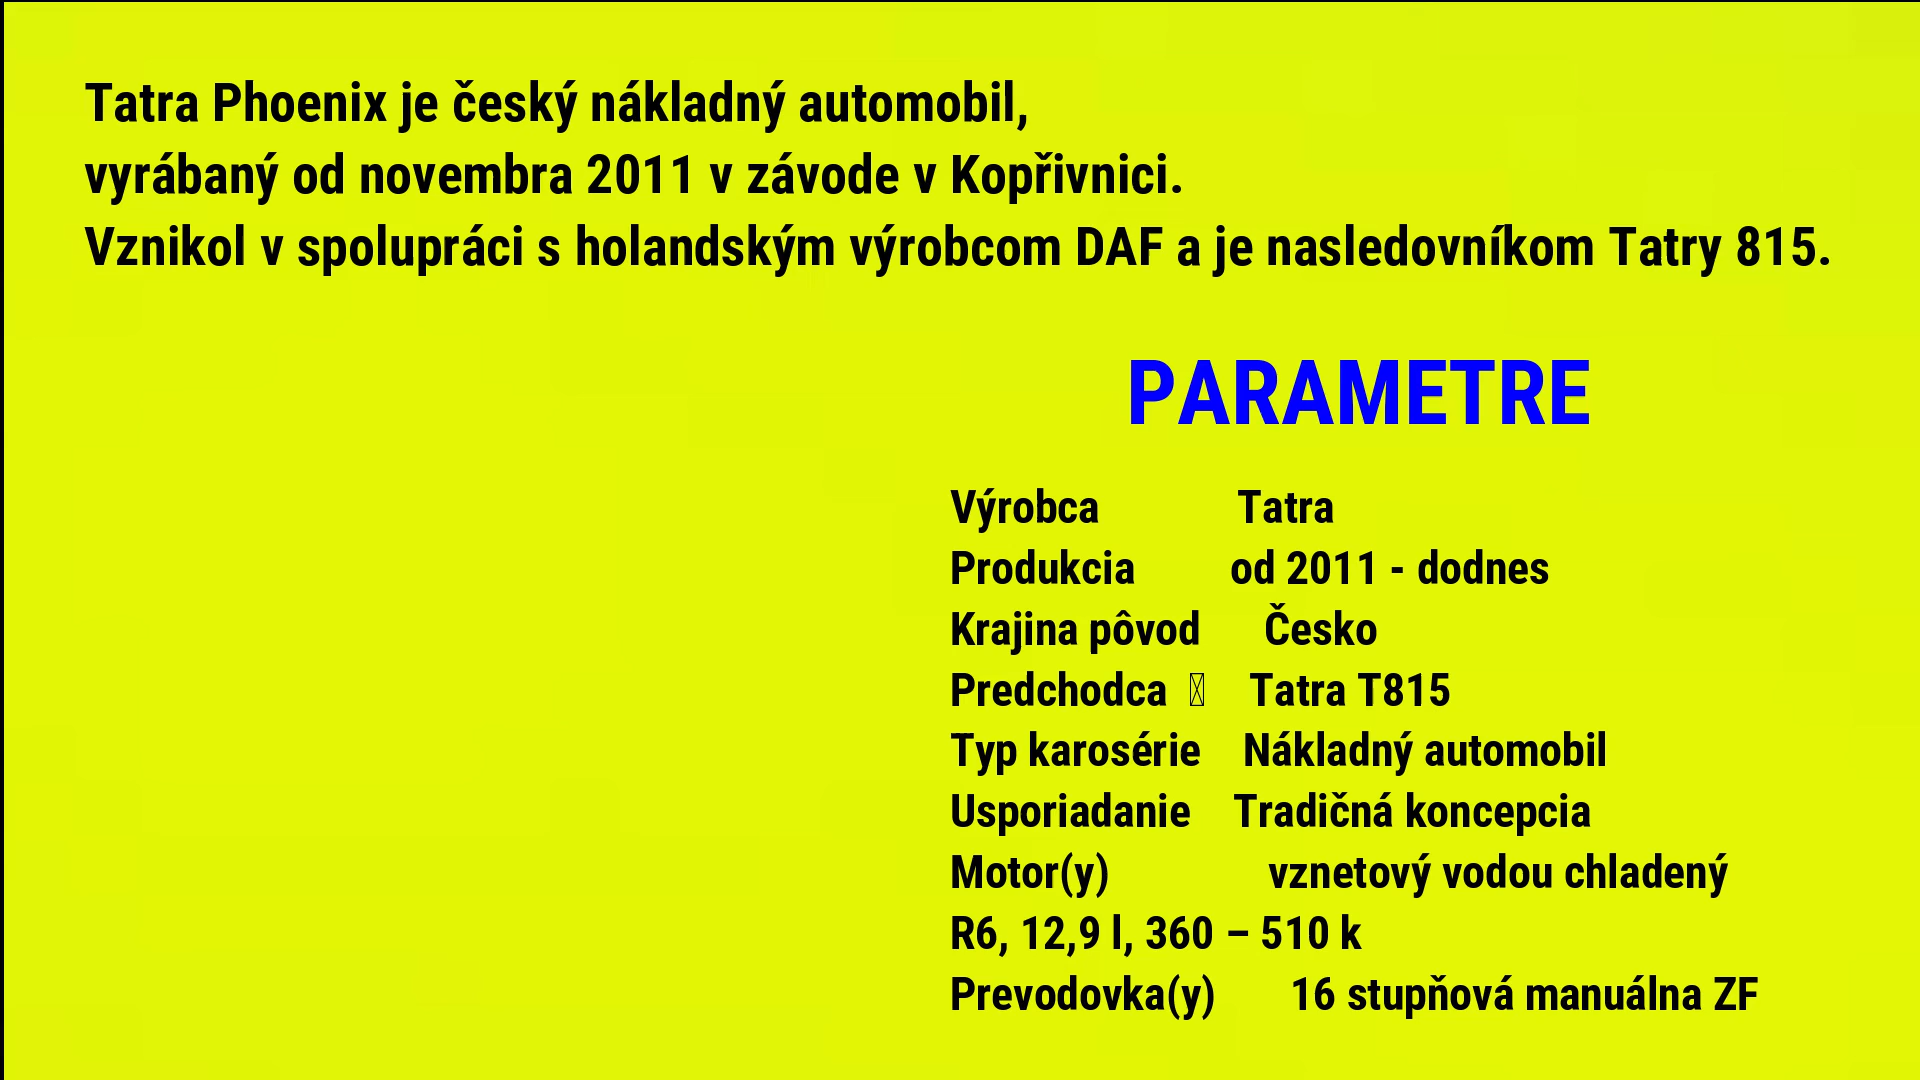 Tatra Phoenix je český nákladný automobil,
vyrábaný od novembra 2011 v závode v Kopřivnici.
Vznikol v spolupráci s holandským výrobcom DAF a je nasledovníkom Tatry 815.
PARAMETRE
Výrobca Tatra
Produkcia od 2011 - dodnes
Krajina pôvod Česko
Predchodca Tatra T815
Typ karosérie Nákladný automobil
Usporiadanie Tradičná koncepcia
Motor(y) vznetový vodou chladený
R6, 12,9 l, 360 – 510 k
Prevodovka(y) 16 stupňová manuálna ZF